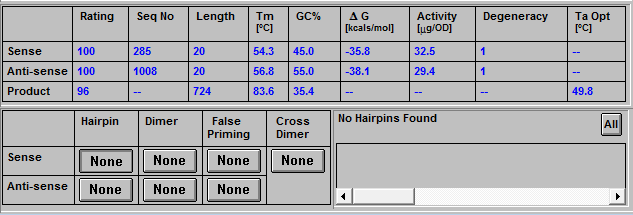 Rating Seq No Length Tm [ºC] GC% Δ G [kcals/mol] Activity [µg/OD] Degeneracy Ta Opt [ºC]
Sense 100 285 20 54.3 45.0 -35.8 32.5 1 --
Anti-sense 100 1008 20 56.8 55.0 -38.1 29.4 1 --
Product 96 -- 724 83.6 35.4 -- -- -- 49.8
Hairpin Dimer False Priming Cross Dimer No Hairpins Found All
Sense None None None None
Anti-sense None None None